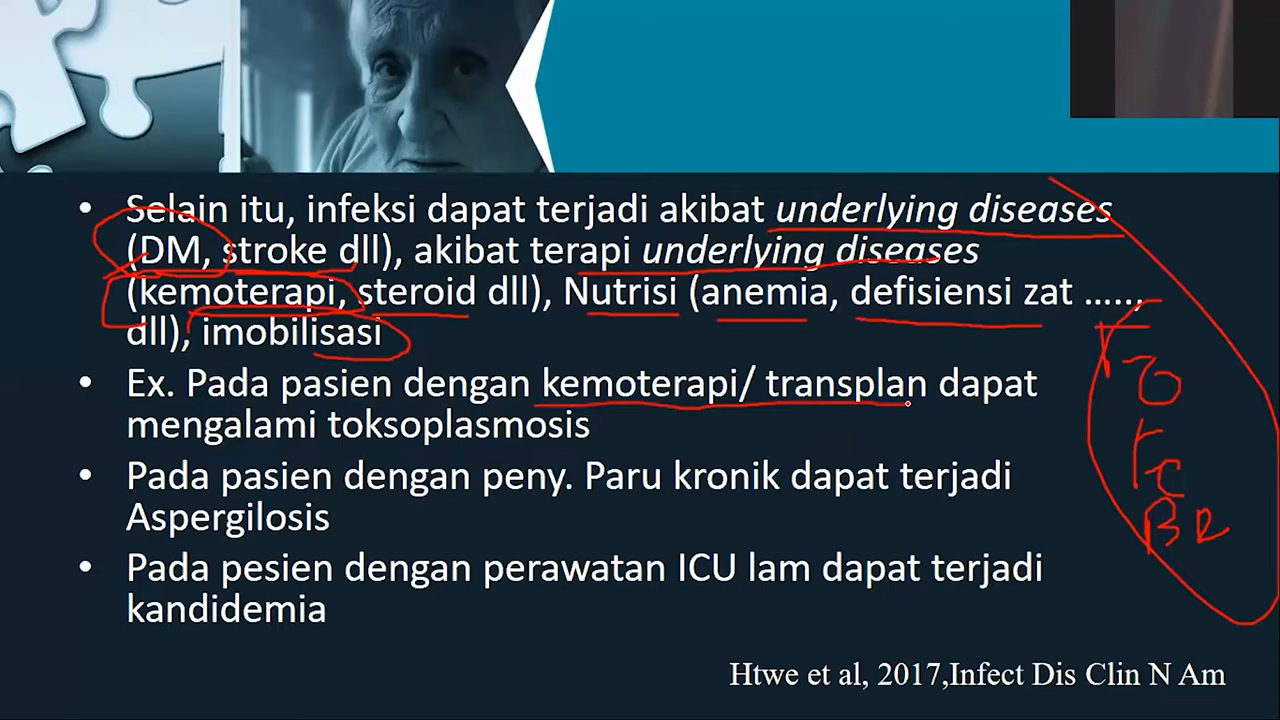 • Selain itu, infeksi dapat terjadi akibat underlying diseases
(DM, stroke dll), akibat terapi underlying diseases
(kemoterapi, steroid dll), Nutrisi (anemia, defisiensi zat ……,
dll), imobilisasi
• Ex. Pada pasien dengan kemoterapi/ transplan dapat
mengalami toksoplasmosis
• Pada pasien dengan peny. Paru kronik dapat terjadi
Aspergilosis
• Pada pesien dengan perawatan ICU lam dapat terjadi
kandidemia
Htwe et al, 2017,Infect Dis Clin N Am